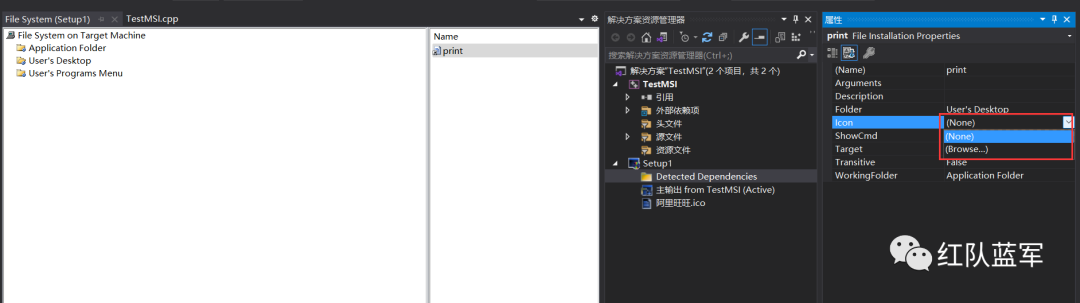 File System (Setup1)
TestMSI.cpp
File System on Target Machine
Application Folder
User's Desktop
User's Programs Menu
Name
print
解决方案资源管理器
搜索解决方案资源管理器(Ctrl+;)
解决方案"TestMSI"(2 个项目，共 2 个)
TestMSI
引用
外部依赖项
头文件
源文件
资源文件
Setup1
Detected Dependencies
主输出 from TestMSI (Active)
阿里旺旺.ico
属性
print File Installation Properties
(Name) print
Arguments
Description
Folder User's Desktop
Icon (None)
ShowCmd (None)
Target (Browse...)
Transitive False
WorkingFolder Application Folder
红队蓝军